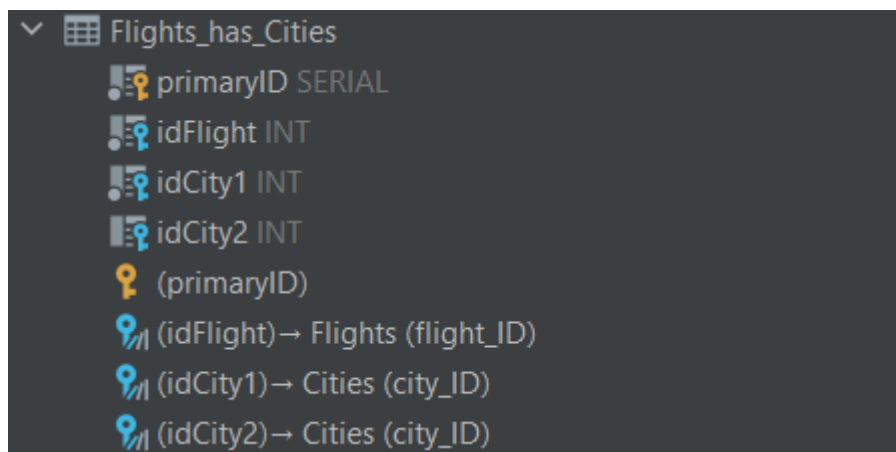 Flights_has_Cities
primaryID SERIAL
idFlight INT
idCity1 INT
idCity2 INT
(primaryID)
(idFlight)→ Flights (flight_ID)
(idCity1)→ Cities (city_ID)
(idCity2)→ Cities (city_ID)